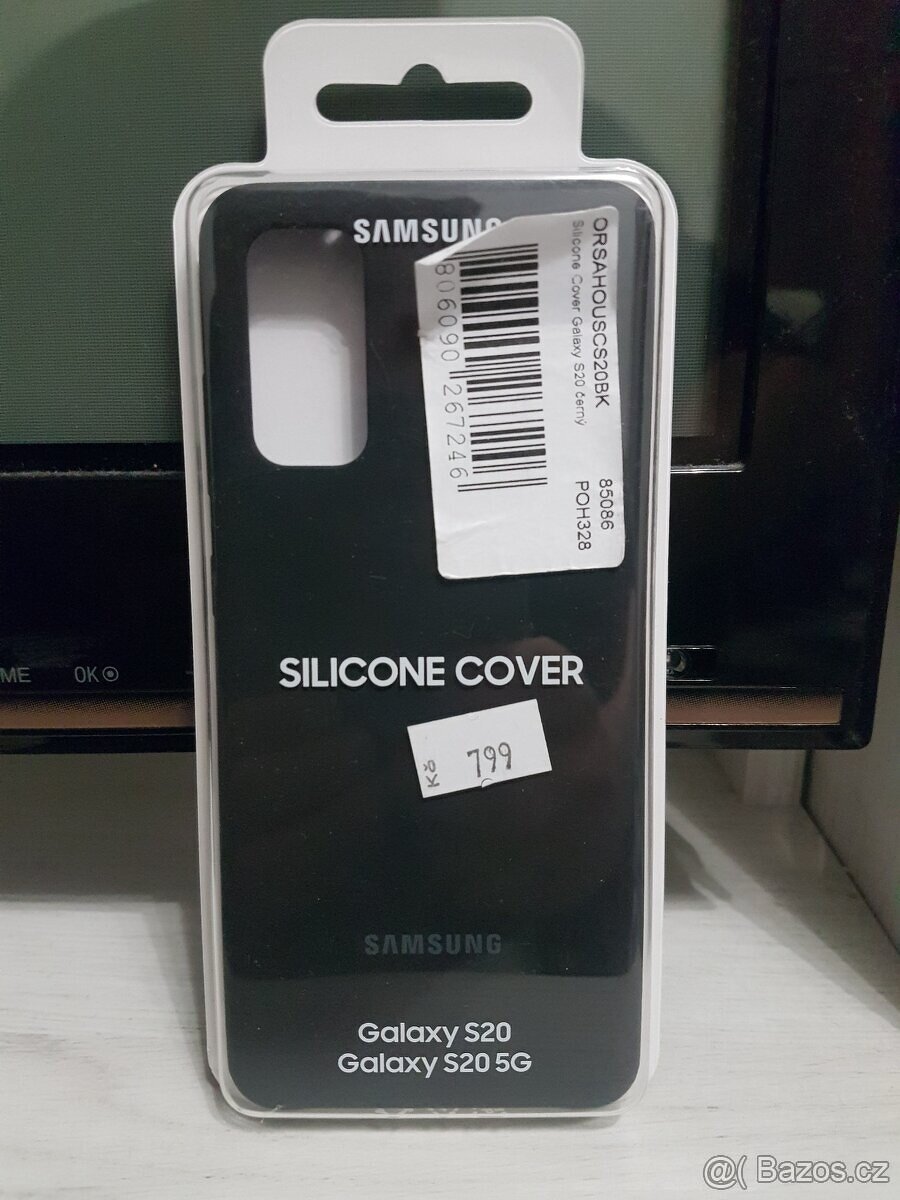 SAMSUNG
ORSAHOUSCS20BK
Silicone Cover Galaxy S20 černý
8 806090 267246
85086
POH328
ME
OK
SILICONE COVER
Kč 799
SAMSUNG
Galaxy S20
Galaxy S20 5G
@( Bazos.cz